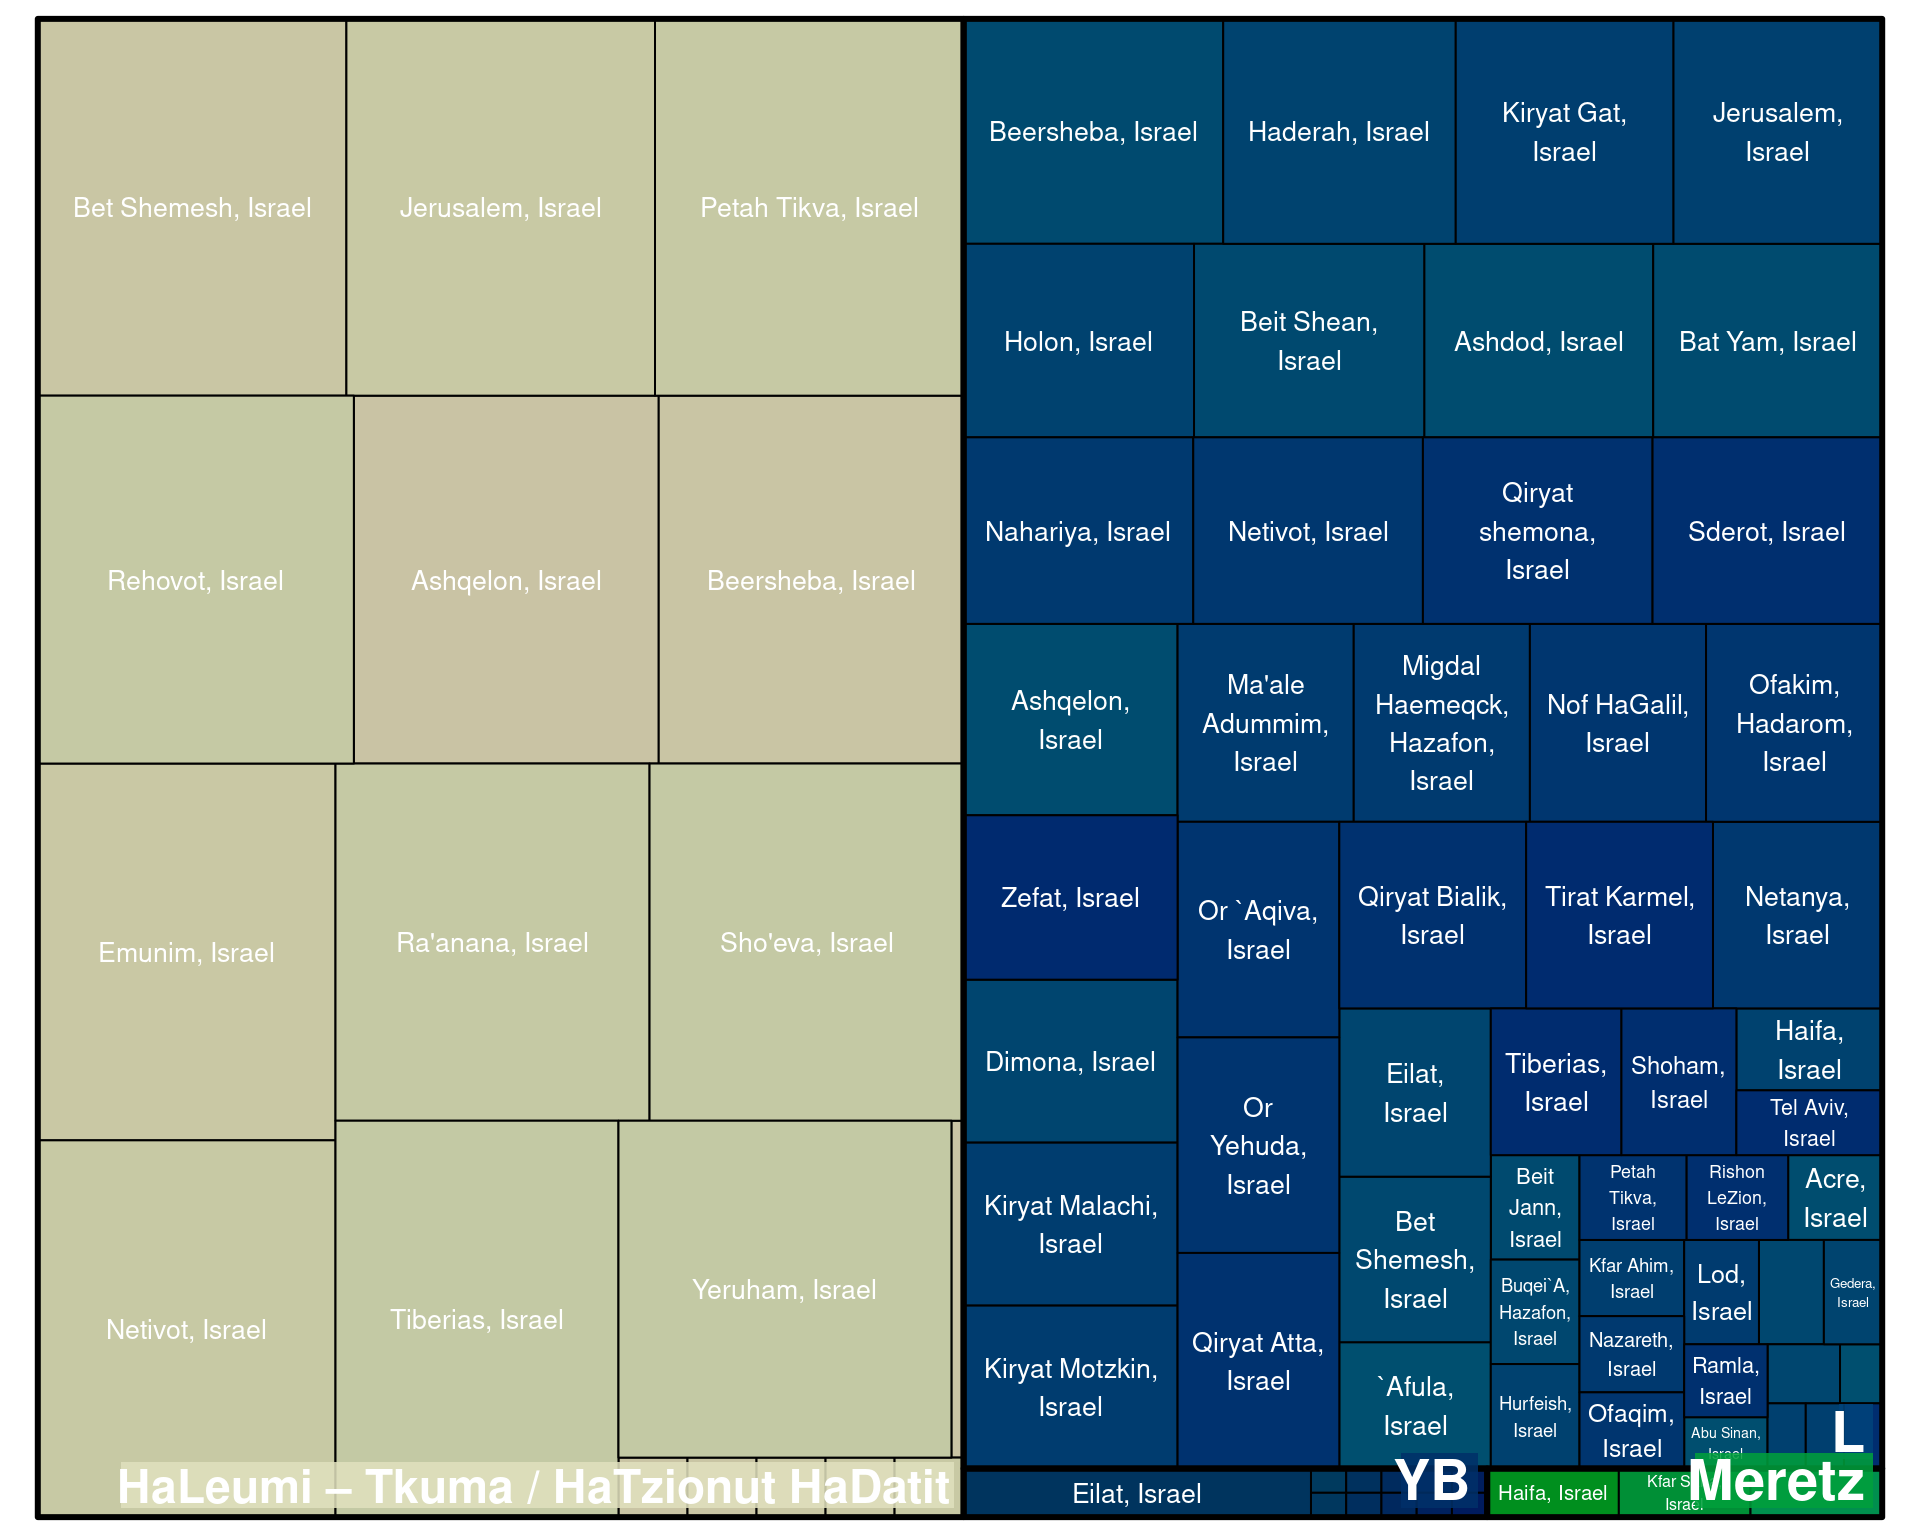 Bet Shemesh, Israel
Jerusalem, Israel
Petah Tikva, Israel
Rehovot, Israel
Ashqelon, Israel
Beersheba, Israel
Emunim, Israel
Ra'anana, Israel
Sho'eva, Israel
Netivot, Israel
Tiberias, Israel
Yeruham, Israel
HaLeumi – Tkuma / HaTzionut HaDatit
Beersheba, Israel
Haderah, Israel
Kiryat Gat,
Israel
Jerusalem,
Israel
Holon, Israel
Beit Shean,
Israel
Ashdod, Israel
Bat Yam, Israel
Nahariya, Israel
Netivot, Israel
Qiryat
shemona,
Israel
Sderot, Israel
Ashqelon,
Israel
Ma'ale
Adummim,
Israel
Migdal
Haemeqck,
Hazafon,
Israel
Nof HaGalil,
Israel
Ofakim,
Hadarom,
Israel
Zefat, Israel
Or `Aqiva,
Israel
Qiryat Bialik,
Israel
Tirat Karmel,
Israel
Netanya,
Israel
Dimona, Israel
Or
Yehuda,
Israel
Eilat,
Israel
Tiberias,
Israel
Shoham,
Israel
Haifa,
Israel
Tel Aviv,
Israel
Kiryat Malachi,
Israel
Bet
Shemesh,
Israel
Beit
Jann,
Israel
Petah
Tikva,
Israel
Rishon
LeZion,
Israel
Acre,
Israel
Kiryat Motzkin,
Israel
Qiryat Atta,
Israel
`Afula,
Israel
Buqei`A,
Hazafon,
Israel
Kfar Ahim,
Israel
Lod,
Israel
Gedera,
Israel
Nazareth,
Israel
Ramla,
Israel
Hurfeish,
Israel
Ofaqim,
Israel
Abu Sinan,
Israel
L
Eilat, Israel
YB
Haifa, Israel
Kfar
Israel
Meretz